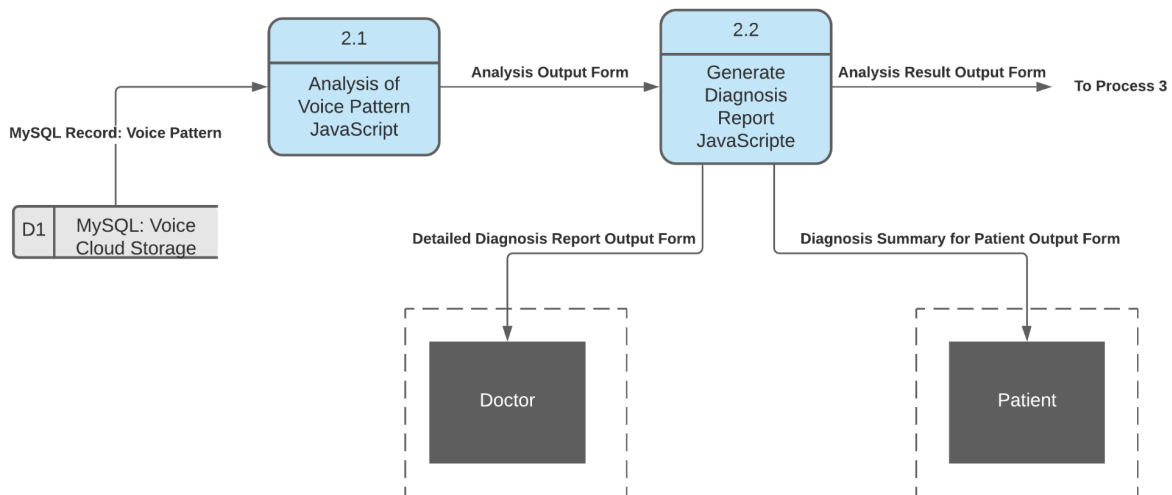 2.1
Analysis of
Voice Pattern
JavaScript
Analysis Output Form
2.2
Generate
Diagnosis
Report
JavaScripte
Analysis Result Output Form
To Process 3
MySQL Record: Voice Pattern
D1
MySQL: Voice
Cloud Storage
Detailed Diagnosis Report Output Form
Diagnosis Summary for Patient Output Form
Doctor
Patient